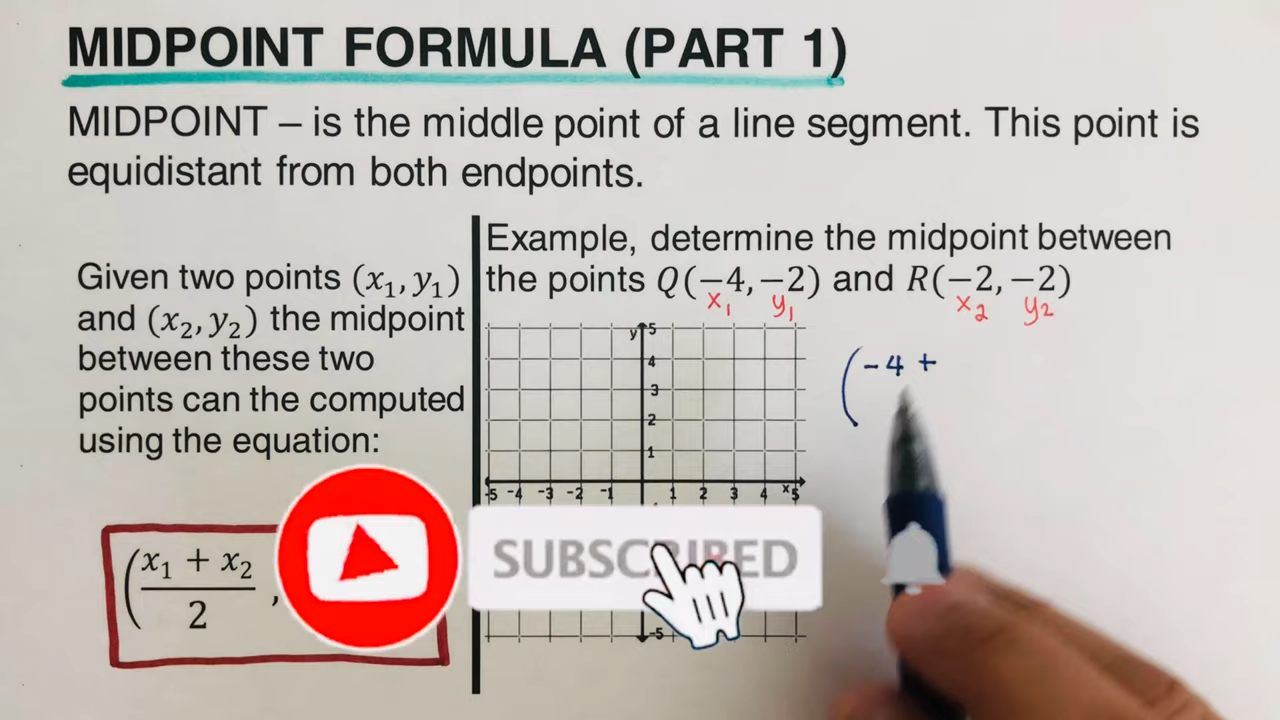 MIDPOINT FORMULA (PART 1)
MIDPOINT – is the middle point of a line segment. This point is
equidistant from both endpoints.
Given two points (x₁, y₁)
and (x₂, y₂) the midpoint
between these two
points can the computed
using the equation:
(x₁ + x₂
2
,
Example, determine the midpoint between
the points Q(−4, −2) and R(−2, −2)
x₁ y₁ x₂ y₂
y 5
4
3
2
1
-5 -4 -3 -2 -1 1 2 3 4 x 5
-5
(-4 +
SUBSCRIBED